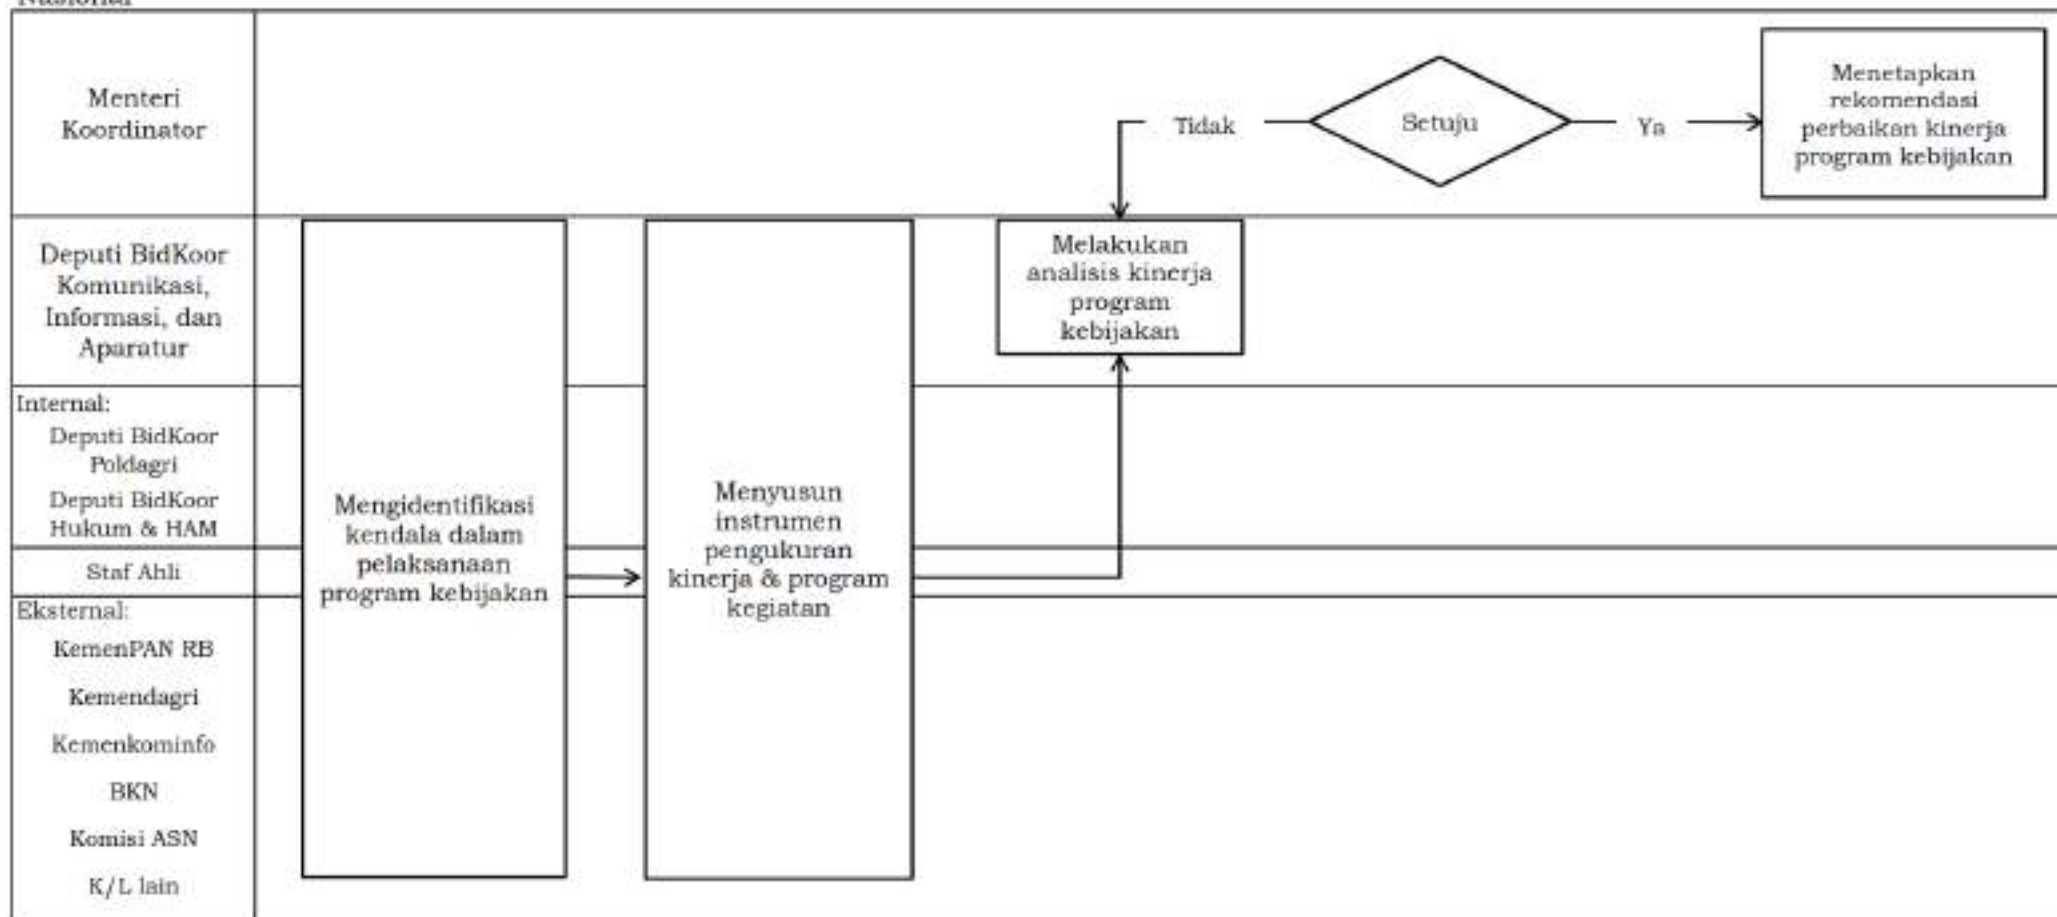 Menteri
Koordinator
Tidak
Setuju
Ya
Menetapkan
rekomendasi
perbaikan kinerja
program kebijakan
Deputi BidKoor
Komunikasi,
Informasi, dan
Aparatur
Melakukan
analisis kinerja
program
kebijakan
Internal:
Deputi BidKoor
Poldagri
Deputi BidKoor
Hukum & HAM
Staf Ahli
Eksternal:
KemenPAN RB
Kemendagri
Kemenkominfo
BKN
Komisi ASN
K/L lain
Mengidentifikasi
kendala dalam
pelaksanaan
program kebijakan
Menyusun
instrumen
pengukuran
kinerja & program
kegiatan